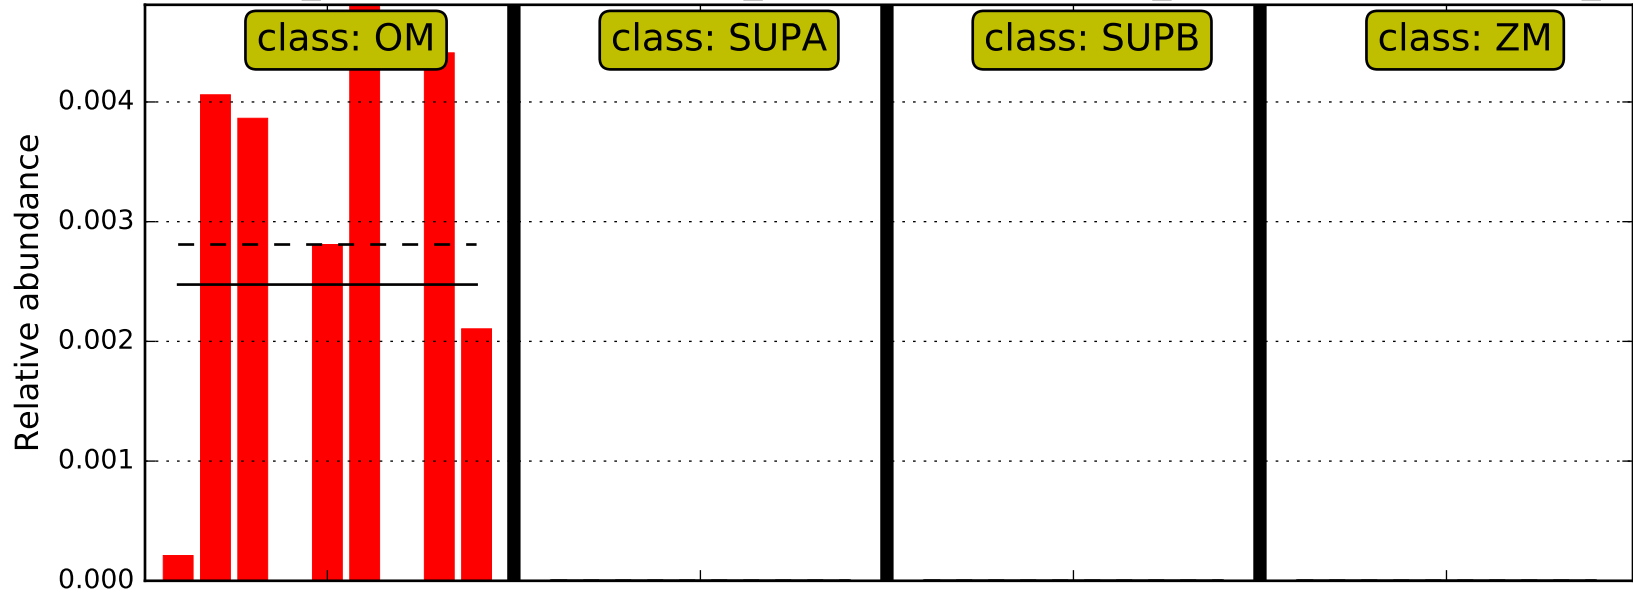 class: OM
class: SUPA
class: SUPB
class: ZM
Relative abundance
0.004
0.003
0.002
0.001
0.000